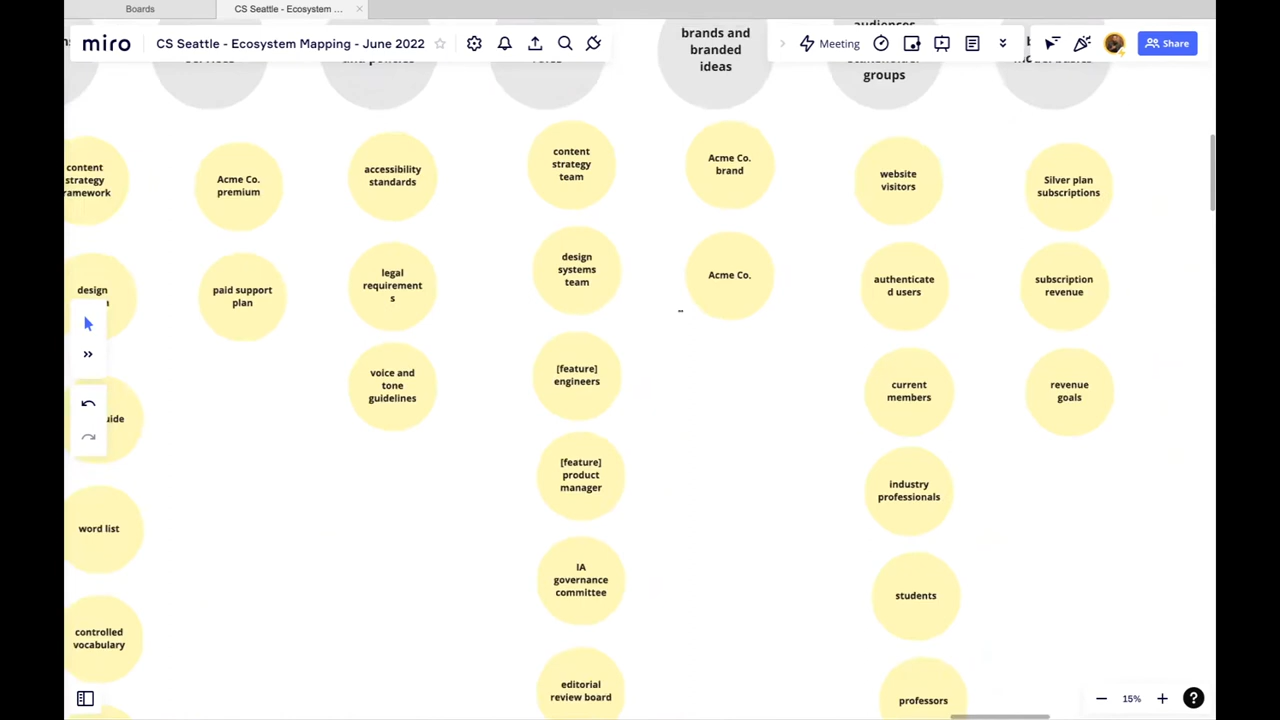 Boards
CS Seattle - Ecosystem ...
miro
CS Seattle - Ecosystem Mapping - June 2022
Meeting
Share
and policies
brands and
branded
ideas
audiences
groups
content
strategy
ramework
Acme Co.
premium
accessibility
standards
content
strategy
team
Acme Co.
brand
website
visitors
Silver plan
subscriptions
design
paid support
plan
legal
requirement
s
design
systems
team
Acme Co.
authenticate
d users
subscription
revenue
uide
voice and
tone
guidelines
[feature]
engineers
current
members
revenue
goals
word list
[feature]
product
manager
industry
professionals
controlled
vocabulary
IA
governance
committee
students
editorial
review board
professors
15%